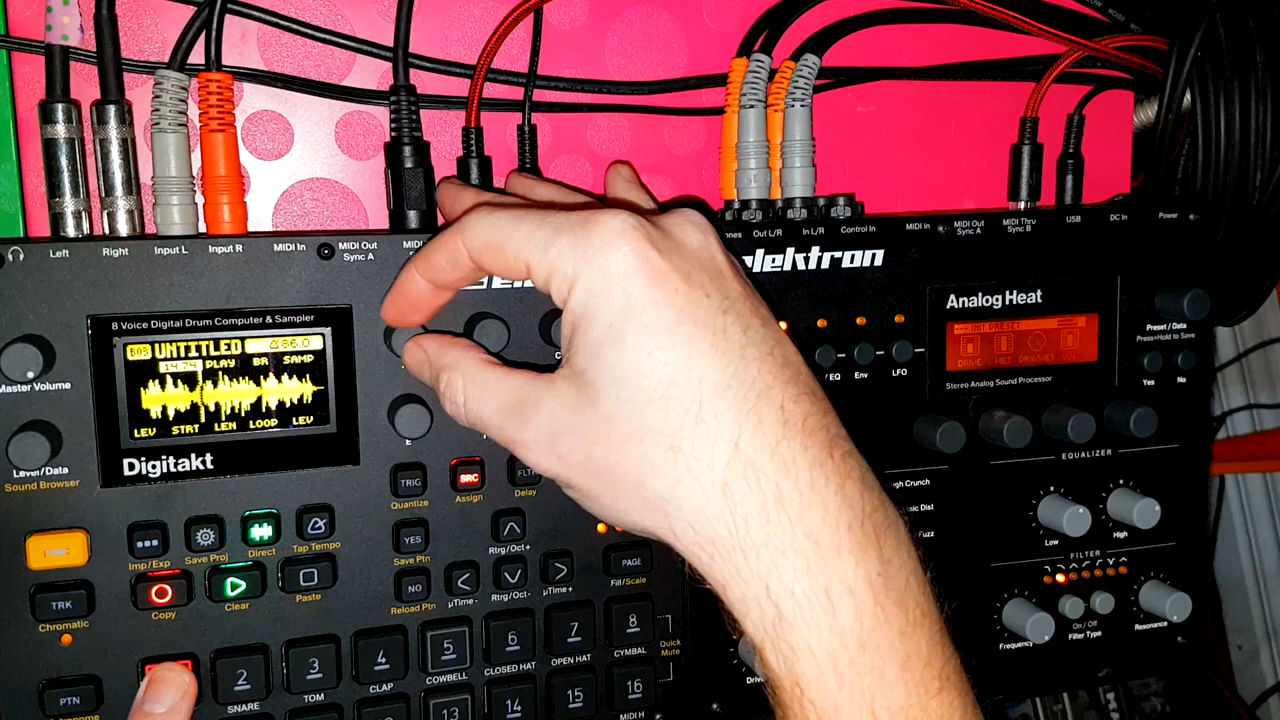 Left Right Input L Input R MIDI In MIDI Out Sync A
Out L/R In L/R Control In MIDI In MIDI Out Sync A MIDI Thru Sync B USB DC In Power
elektron
8 Voice Digital Drum Computer & Sampler
B03 UNTITLED 86.0
14.74 PLAY BR SAMP
LEV STRT LEN LOOP LEV
Digitakt
Master Volume
Level/Data
Sound Browser
E
Analog Heat
INIT PRESET
DRIVE
Stereo Analog Sound Processor
Preset / Data
Press+Hold to Save
Yes No
/ EQ Env LFO
EQUALIZER
Low High
FILTER
Frequency
On / Off
Filter Type
Resonance
TRIG
Quantize
SRC
Assign
FLTR
Delay
Imp/Exp Save Proj Direct Tap Tempo
YES
Save Ptn
Rtrg/Oct+
Copy Clear Paste
NO
Reload Ptn
µTime- Rtrg/Oct- µTime+
PAGE
Fill/Scale
TRK
Chromatic
PTN
2 3 4 5 6 7 8
SNARE TOM CLAP COWBELL CLOSED HAT OPEN HAT CYMBAL
Quick Mute
13 14 15 16